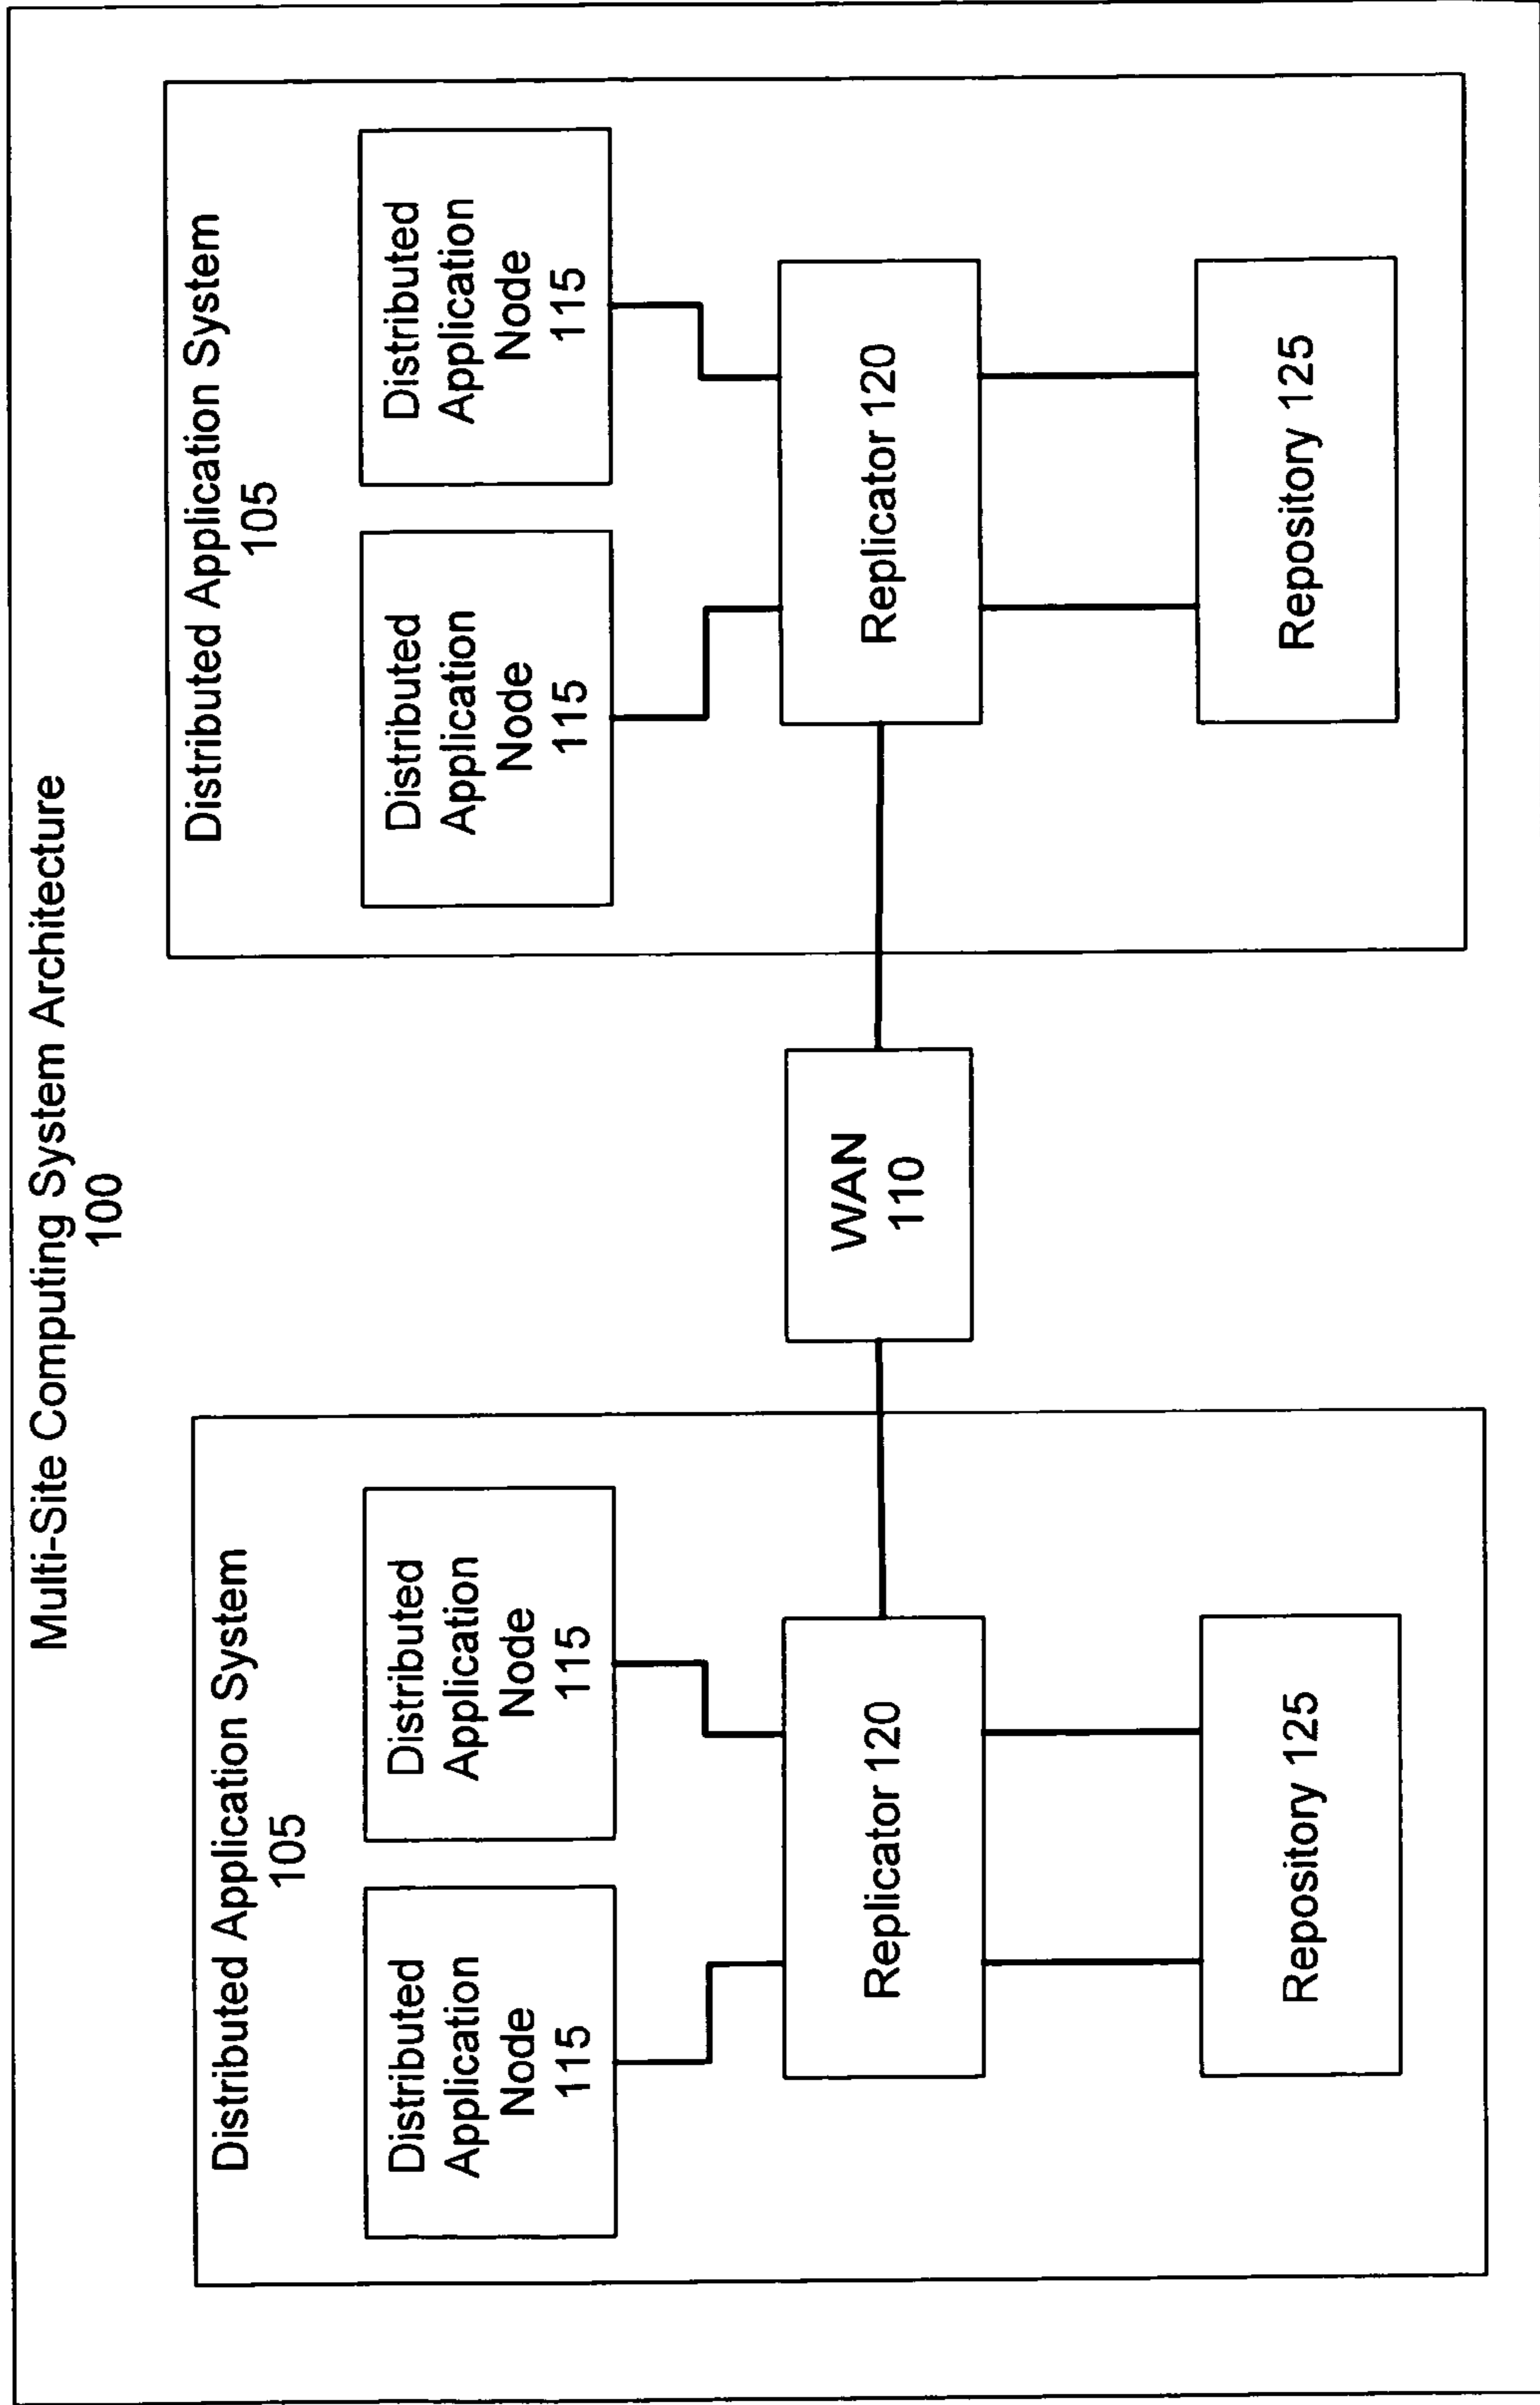 Multi-Site Computing System Architecture
100
Distributed Application System
105
Distributed
Application
Node
115
Distributed
Application
Node
115
Replicator 120
Repository 125
WAN
110
Distributed Application System
105
Distributed
Application
Node
115
Distributed
Application
Node
115
Replicator 120
Repository 125